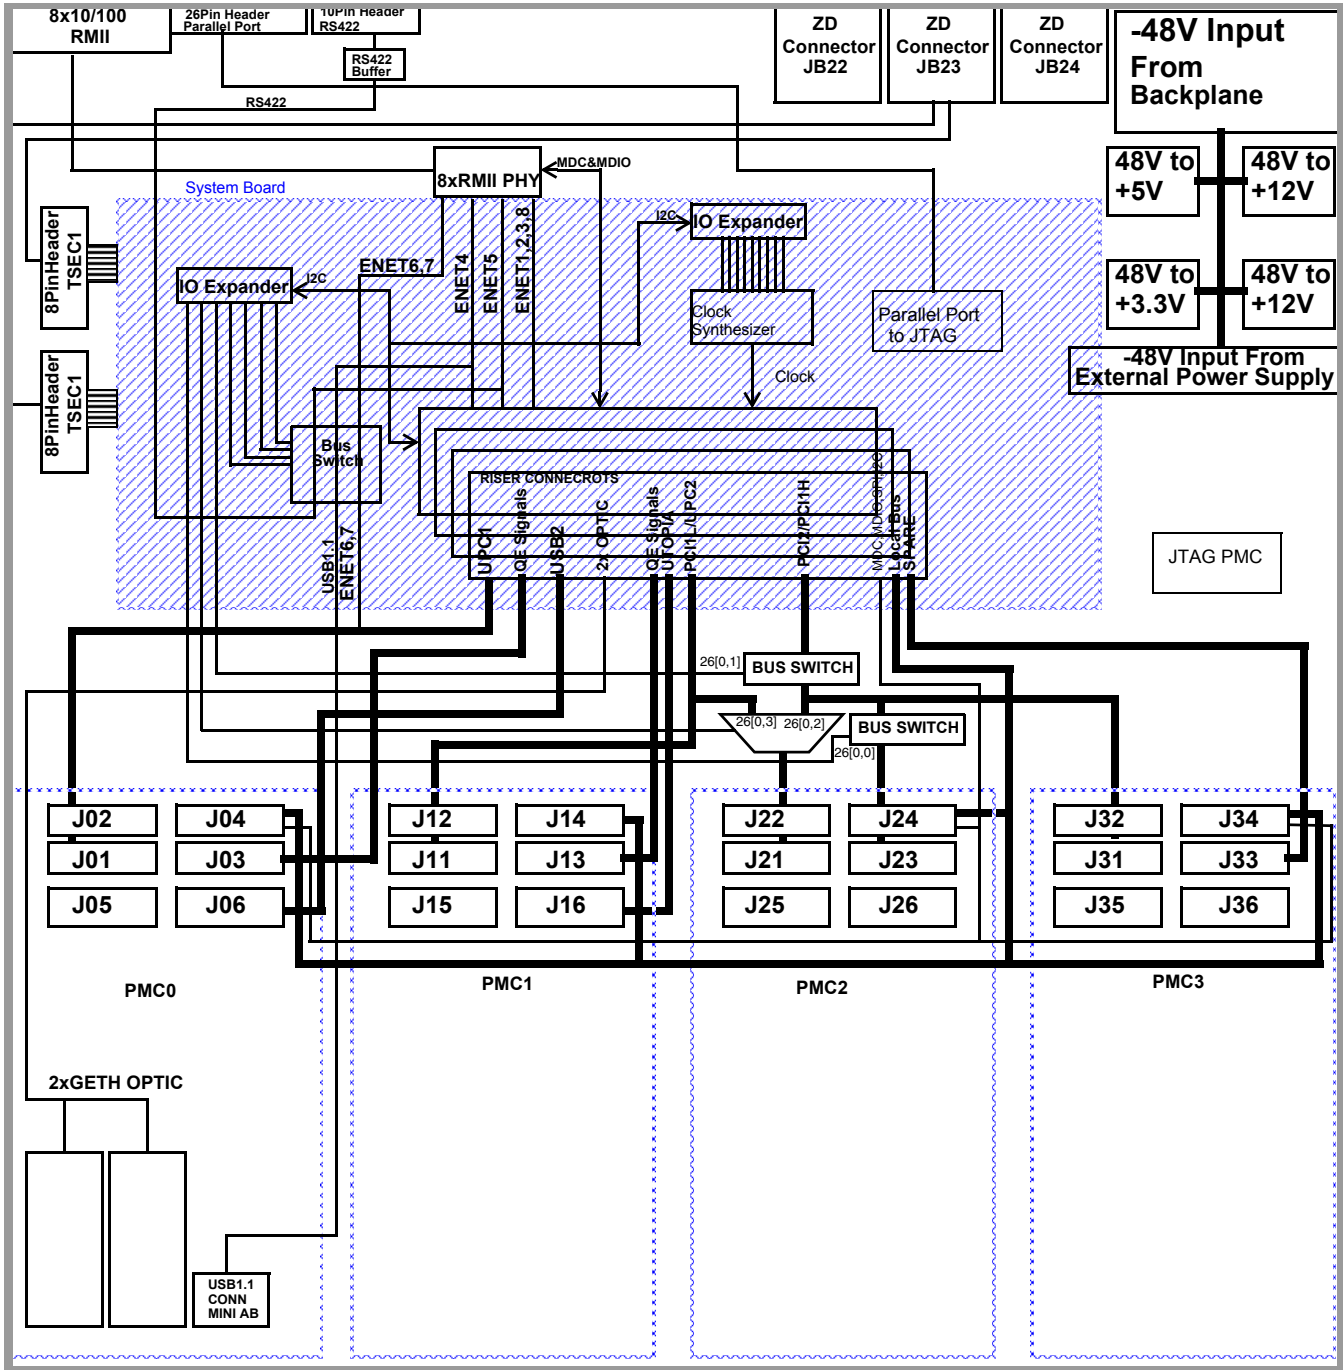 8x10/100
RMII
26Pin Header
Parallel Port
10Pin Header
RS422
RS422
Buffer
RS422
ZD
Connector
JB22
ZD
Connector
JB23
ZD
Connector
JB24
-48V Input
From
Backplane
48V to
+5V
48V to
+12V
48V to
+3.3V
48V to
+12V
-48V Input From
External Power Supply
MDC&MDIO
8xRMII PHY
System Board
8PinHeader
TSEC1
8PinHeader
TSEC1
IO Expander
I2C
ENET6,7
ENET4
ENET5
ENET1,2,3,8
I2C
IO Expander
Clock
Synthesizer
Clock
Parallel Port
to JTAG
Bus
Switch
USB1.1
ENET6,7
RISER CONNECROTS
UPC1
QE Signals
USB2
2x OPTIC
QE Signals
UTOPIA
PCI1L/UPC2
PCI2/PCI1H
MDC,MDIO,SPI,I2C
Local Bus
SPARE
JTAG PMC
26[0,1]
BUS SWITCH
26[0,3]
26[0,2]
BUS SWITCH
26[0,0]
J02
J04
J12
J14
J22
J24
J32
J34
J01
J03
J11
J13
J21
J23
J31
J33
J05
J06
J15
J16
J25
J26
J35
J36
PMC0
PMC1
PMC2
PMC3
2xGETH OPTIC
USB1.1
CONN
MINI AB